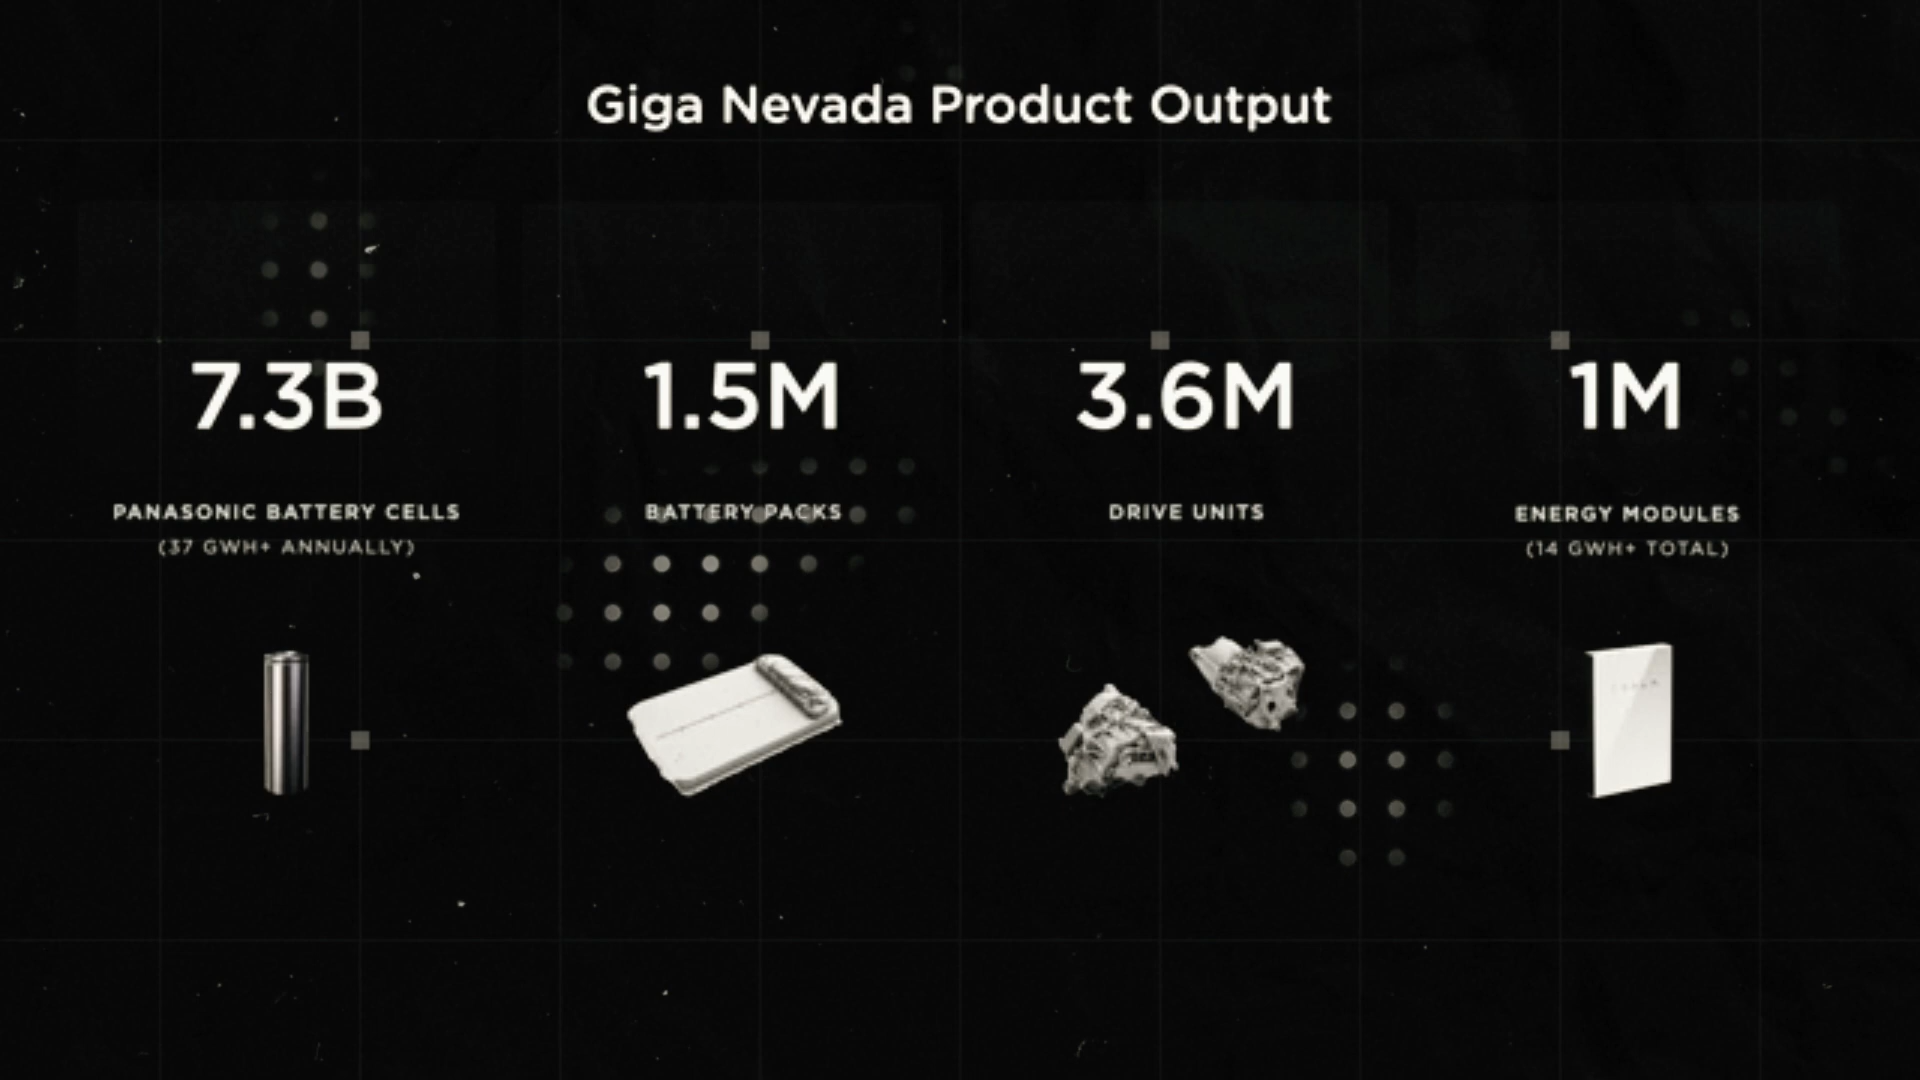 Giga Nevada Product Output
7.3B
PANASONIC BATTERY CELLS
(37 GWH+ ANNUALLY)
1.5M
BATTERY PACKS
3.6M
DRIVE UNITS
1M
ENERGY MODULES
(14 GWH+ TOTAL)